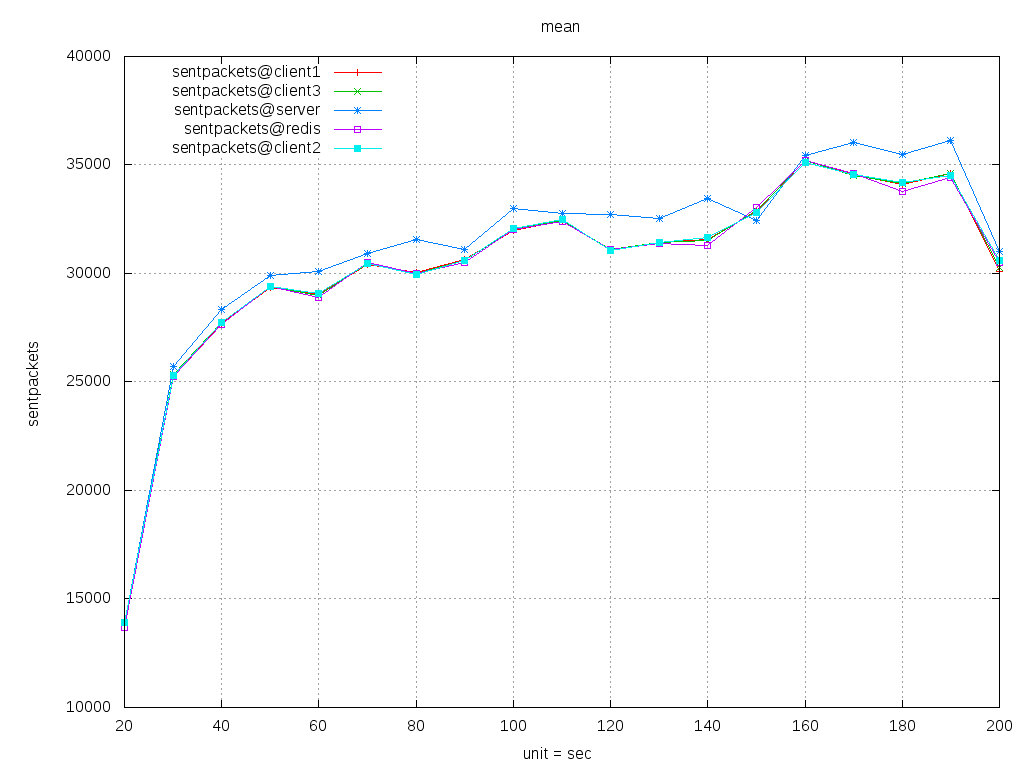 mean
40000
35000
30000
25000
20000
15000
10000
sentpackets
sentpackets@client1
sentpackets@client3
sentpackets@server
sentpackets@redis
sentpackets@client2
20 40 60 80 100 120 140 160 180 200
unit = sec